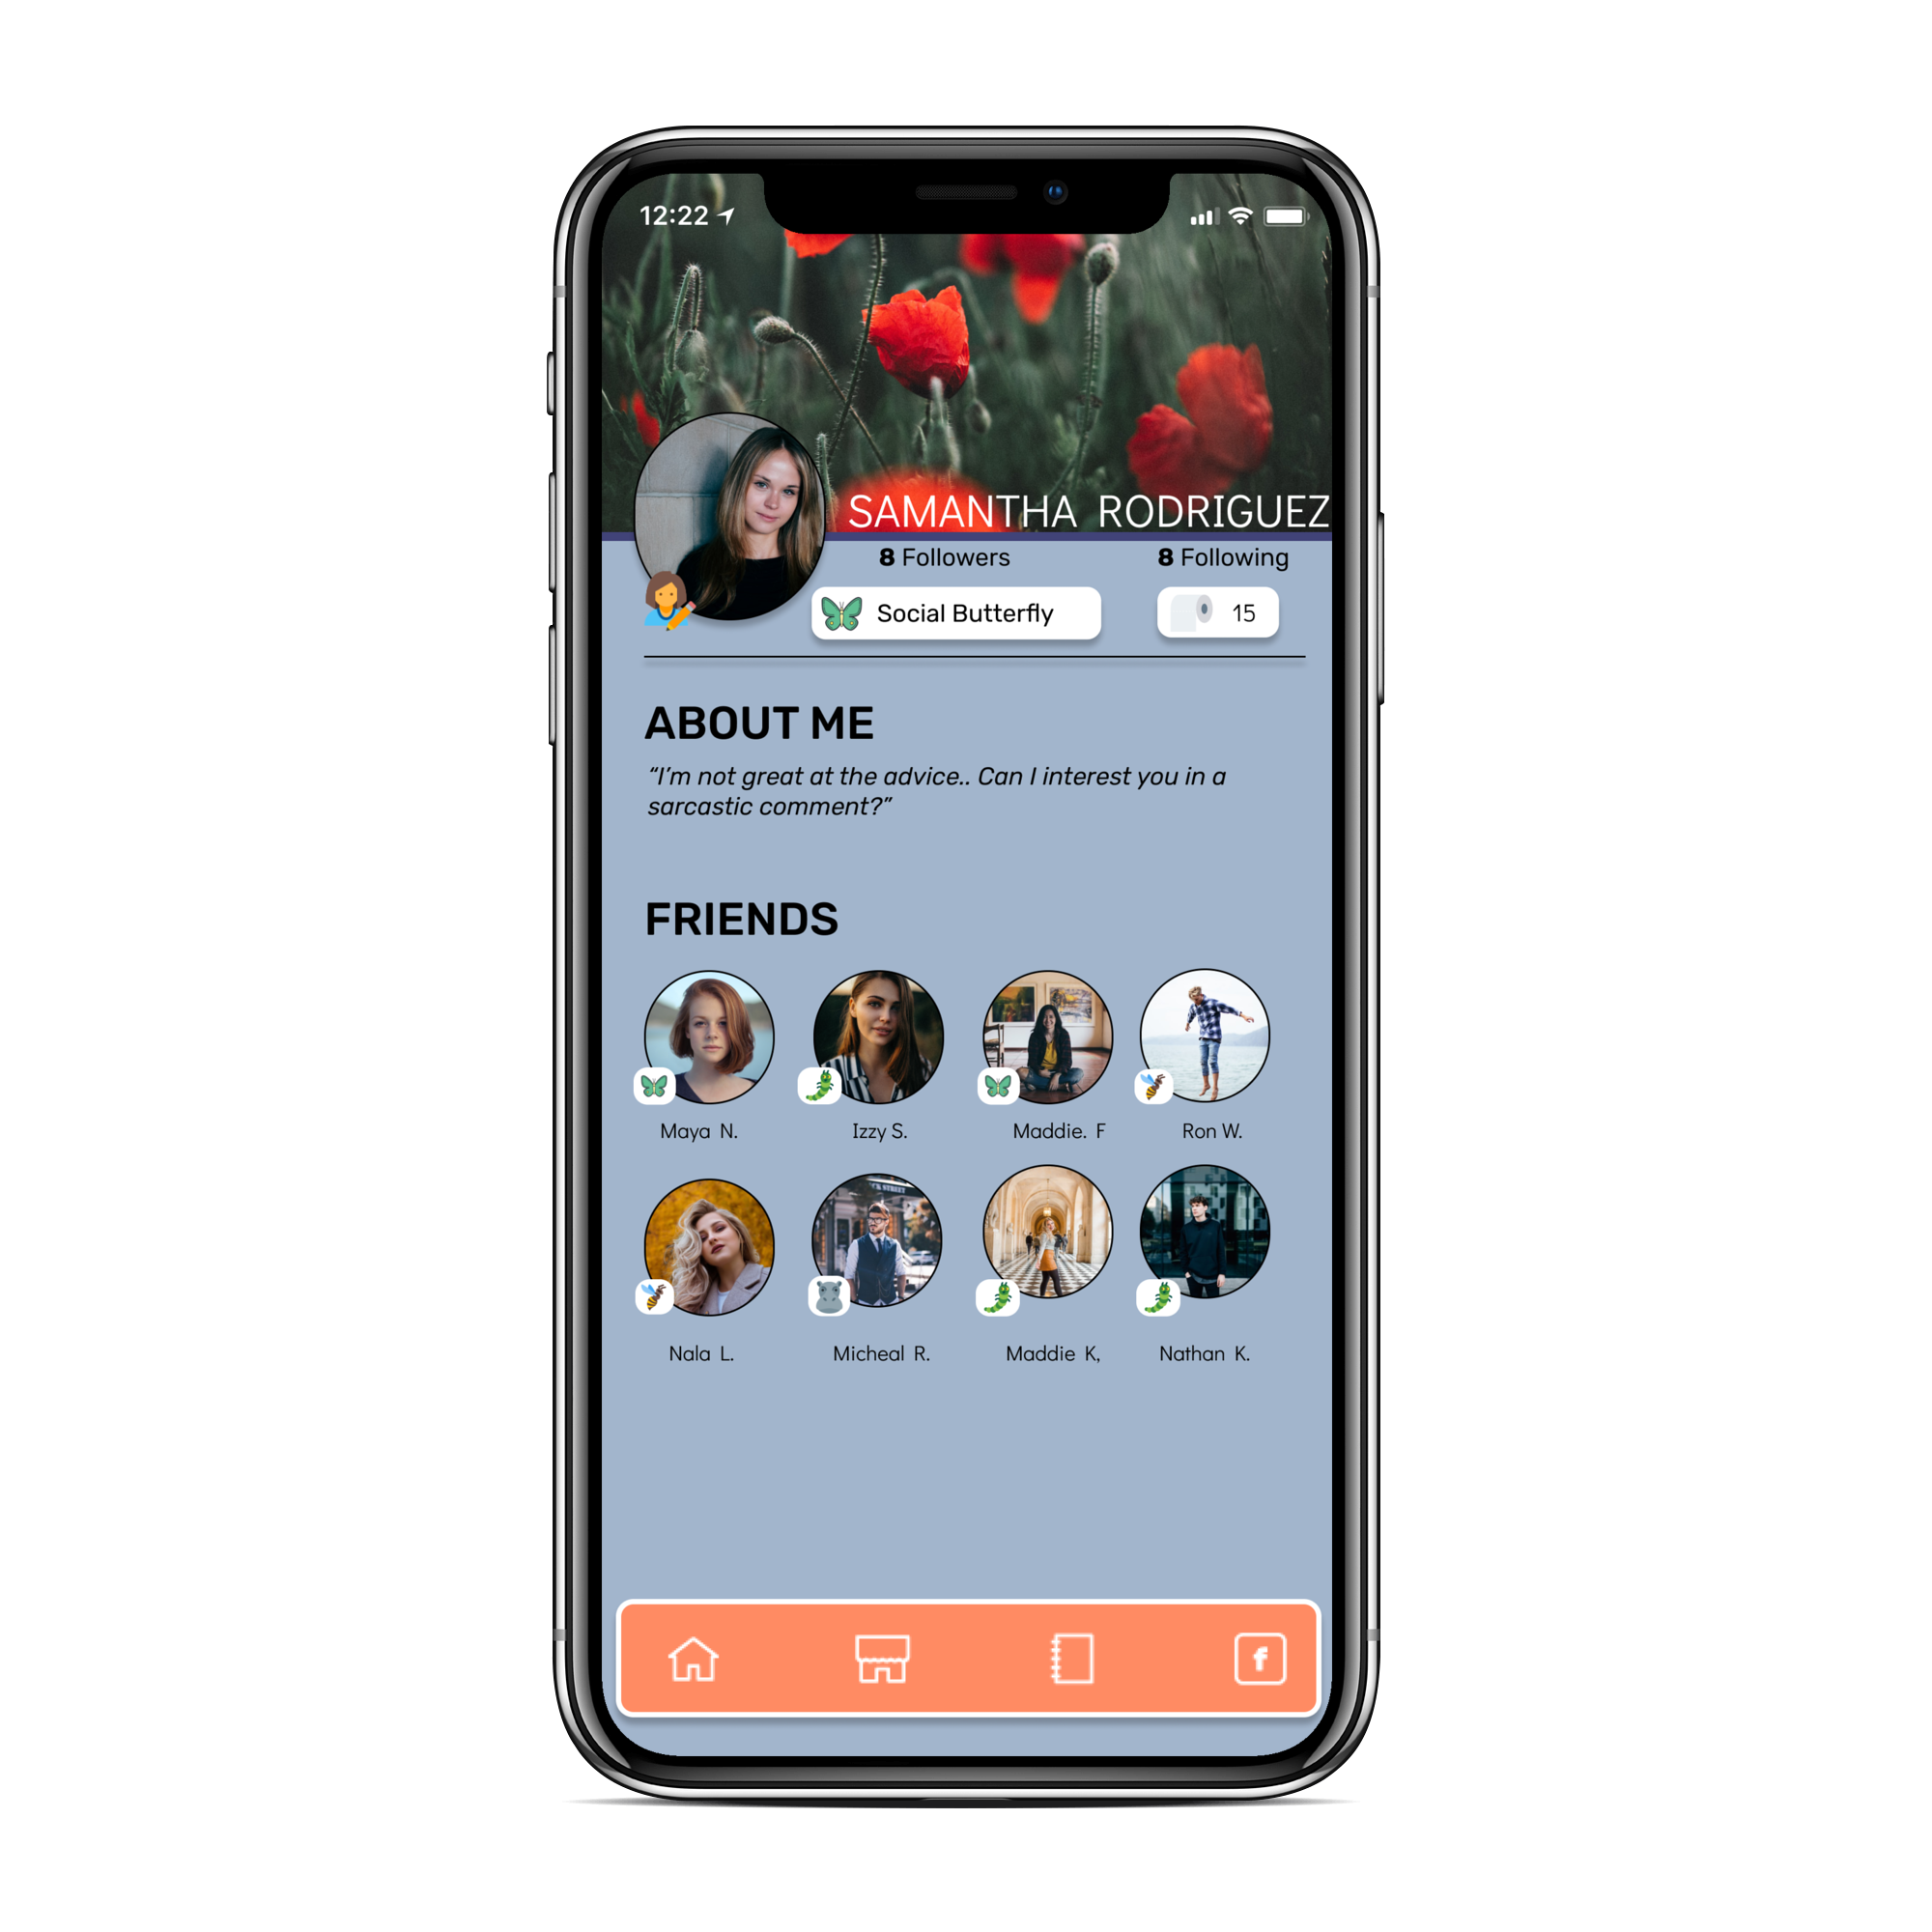 12:22
SAMANTHA RODRIGUEZ
8 Followers 8 Following
Social Butterfly 15
ABOUT ME
“I’m not great at the advice.. Can I interest you in a
sarcastic comment?”
FRIENDS
Maya N. Izzy S. Maddie. F Ron W.
STREET
Nala L. Micheal R. Maddie K, Nathan K.
f